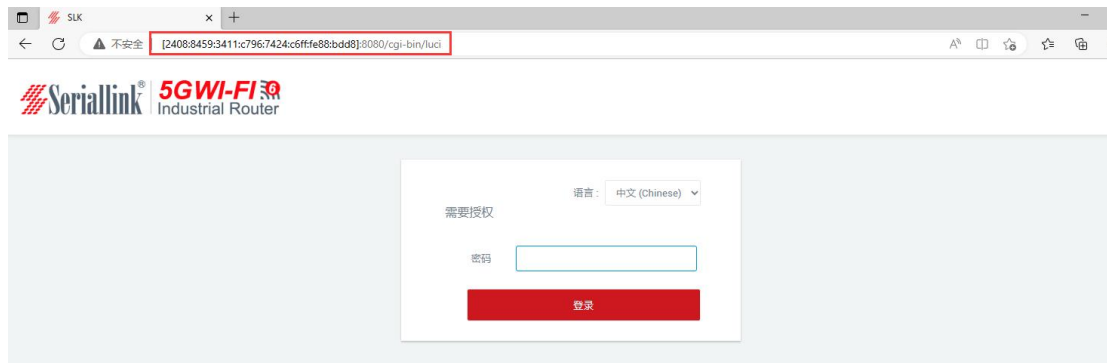 SLK
不安全 [2408:8459:3411:c796:7424:c6ff:fe88:bdd8]:8080/cgi-bin/luci
Seriallink® 5GWI-FI 6
Industrial Router
语言 : 中文 (Chinese)
需要授权
密码
登录